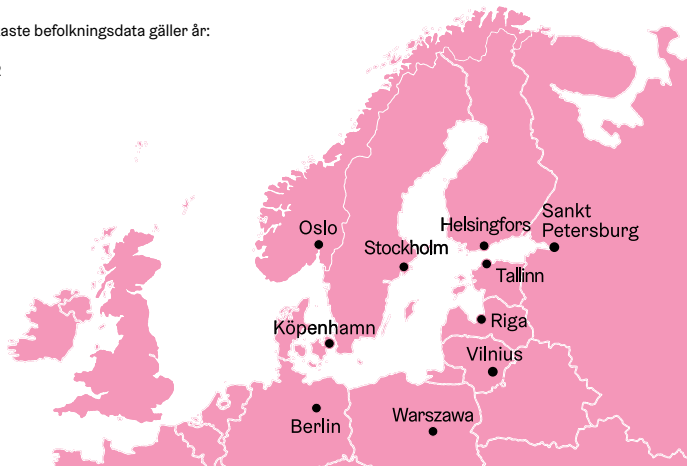 aste befolkningsdata gäller år:
Oslo
Stockholm
Helsingfors
Sankt
Petersburg
Tallinn
Riga
Köpenhamn
Vilnius
Berlin
Warszawa